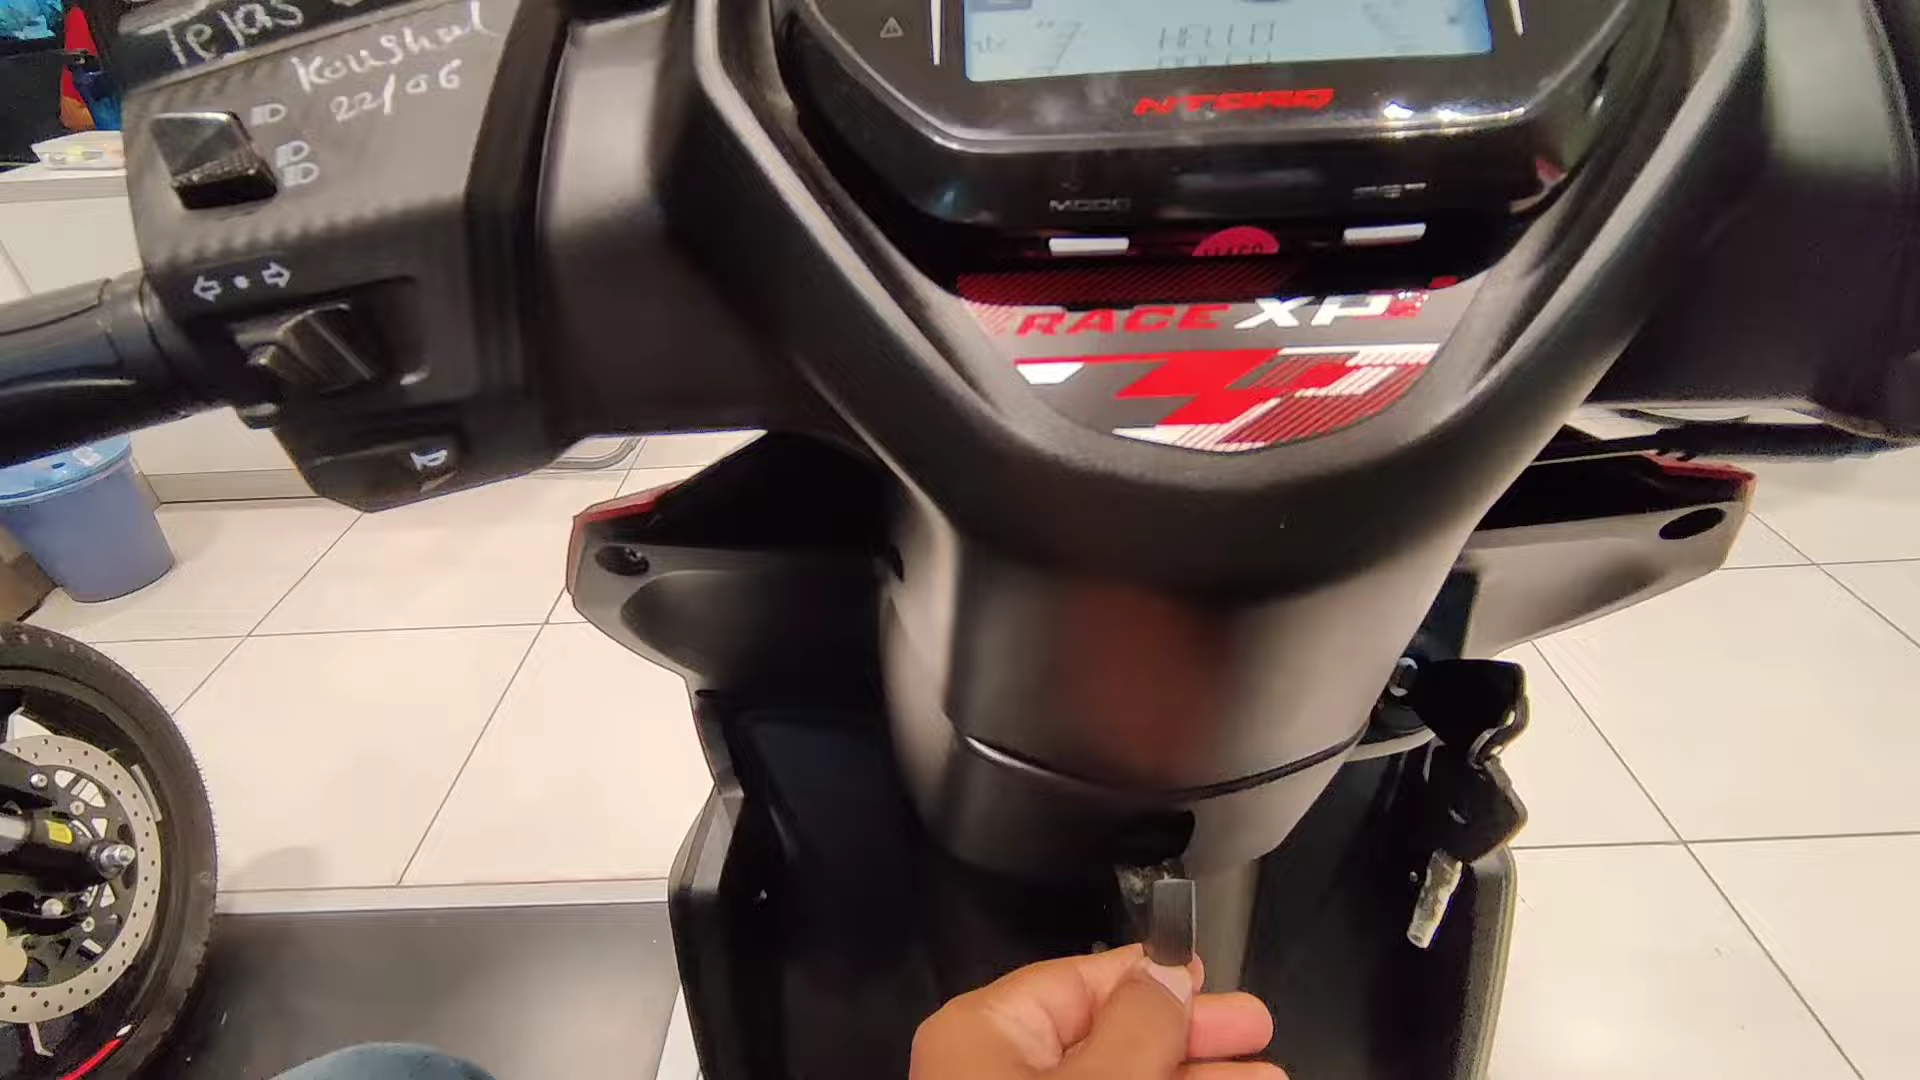 Tejas
Koushal
22/06
HELLO
NTORQ
MODE
RACE XP